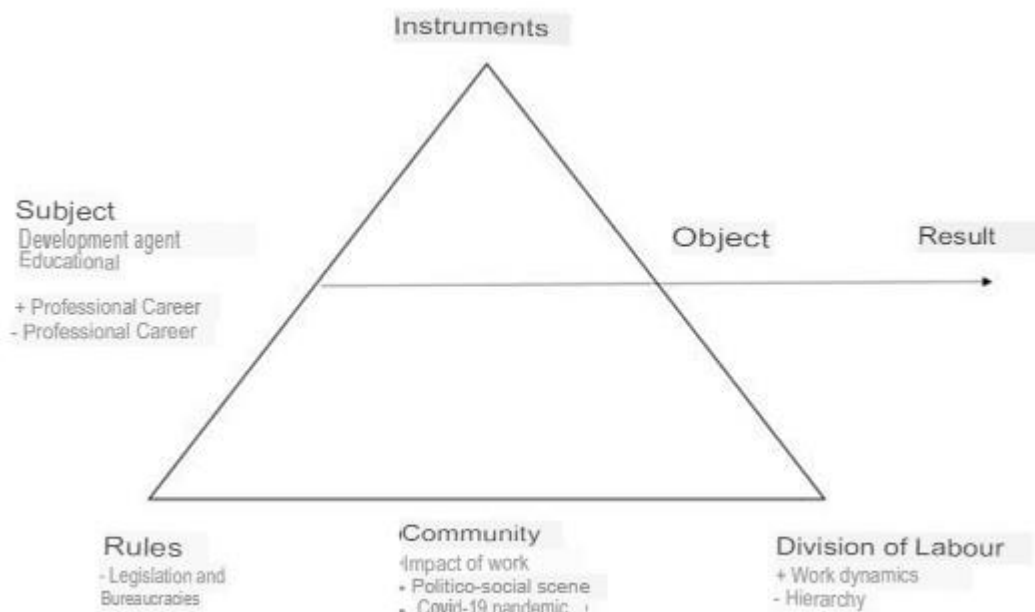 Instruments
Subject
Development agent
Educational
+ Professional Career
- Professional Career
Object
Result
Rules
- Legislation and
Bureaucracies
Community
Impact of work
- Politico-social scene
- Covid-19 pandemic
Division of Labour
+ Work dynamics
- Hierarchy